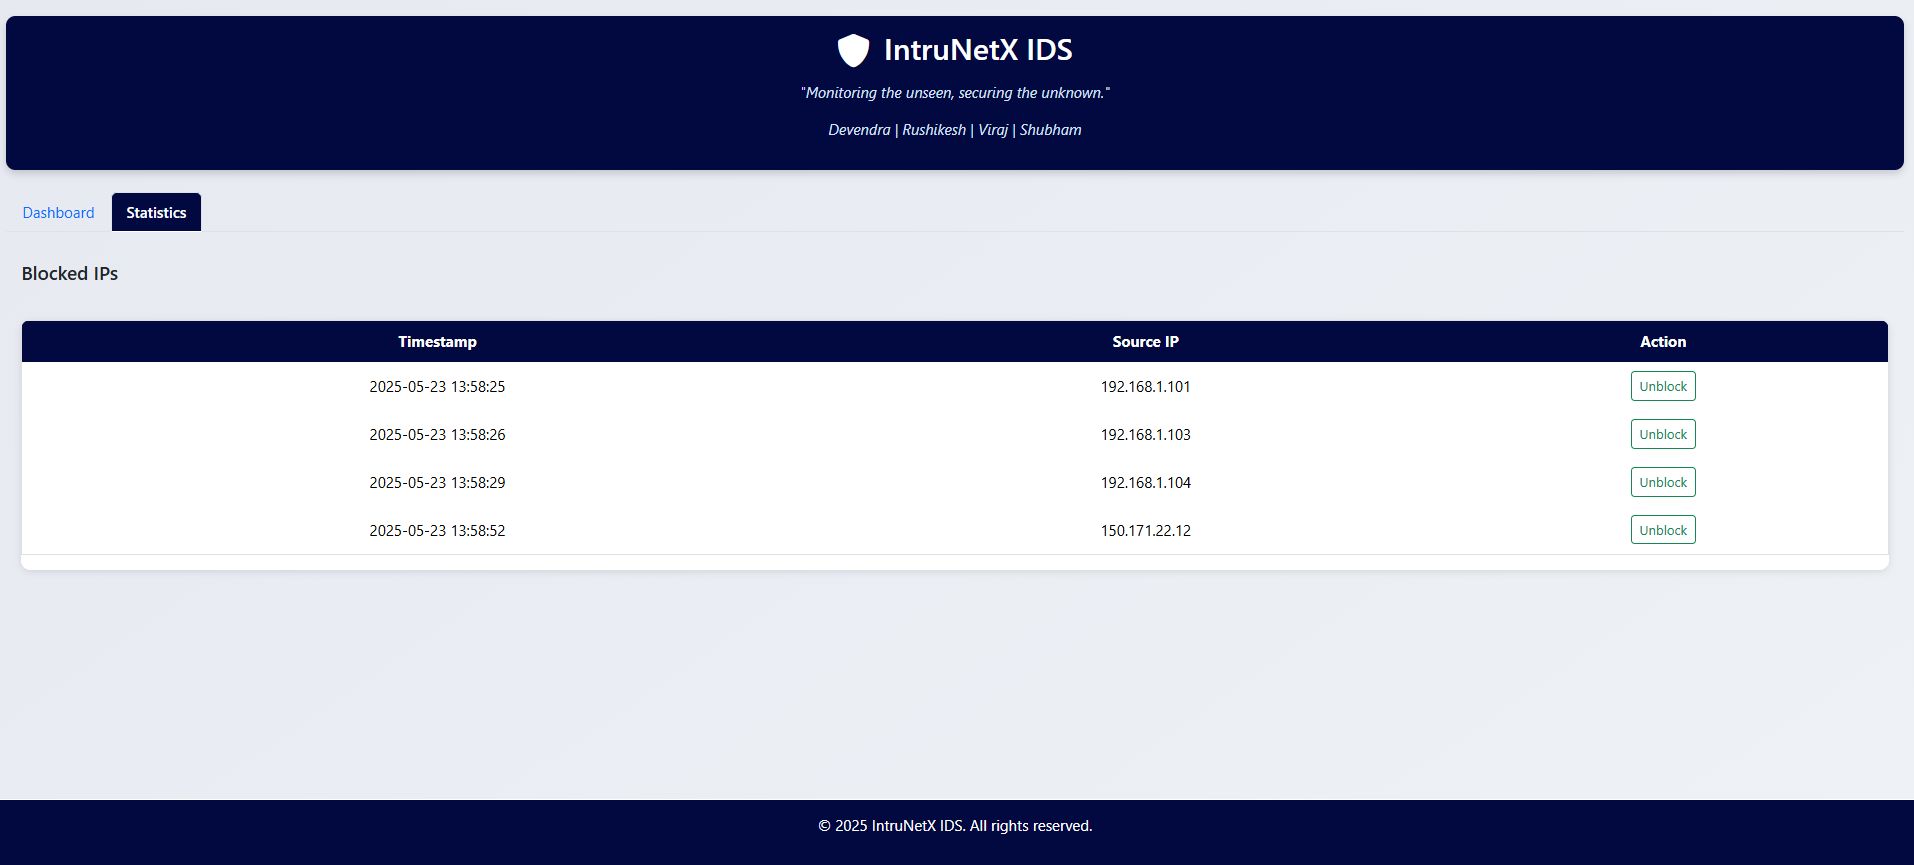 IntruNetX IDS
"Monitoring the unseen, securing the unknown."
Devendra | Rushikesh | Viraj | Shubham
Dashboard Statistics
Blocked IPs
Timestamp Source IP Action
2025-05-23 13:58:25 192.168.1.101 Unblock
2025-05-23 13:58:26 192.168.1.103 Unblock
2025-05-23 13:58:29 192.168.1.104 Unblock
2025-05-23 13:58:52 150.171.22.12 Unblock
© 2025 IntruNetX IDS. All rights reserved.